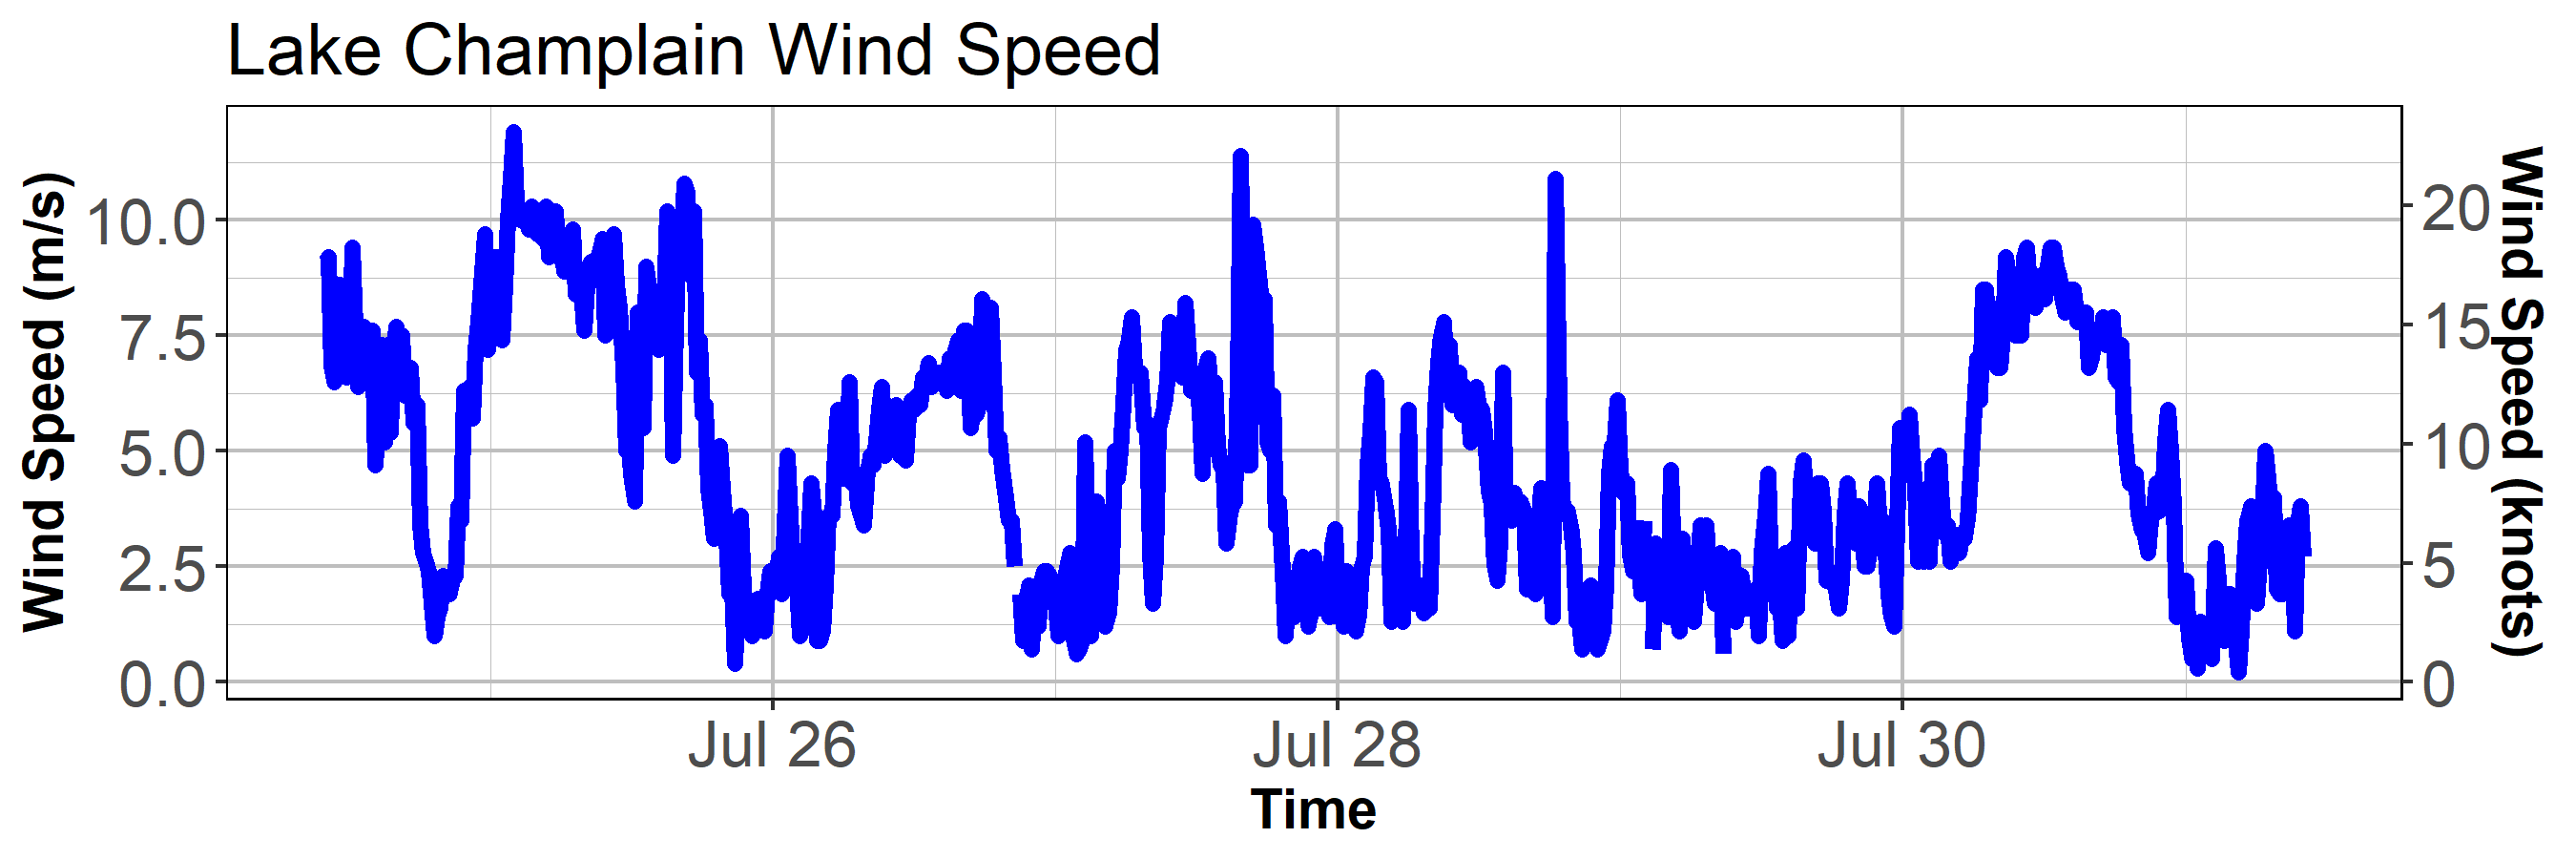 Lake Champlain Wind Speed
Wind Speed (m/s)
10.0
7.5
5.0
2.5
0.0
20
15
10
5
0
Wind Speed (knots)
Jul 26
Jul 28
Jul 30
Time